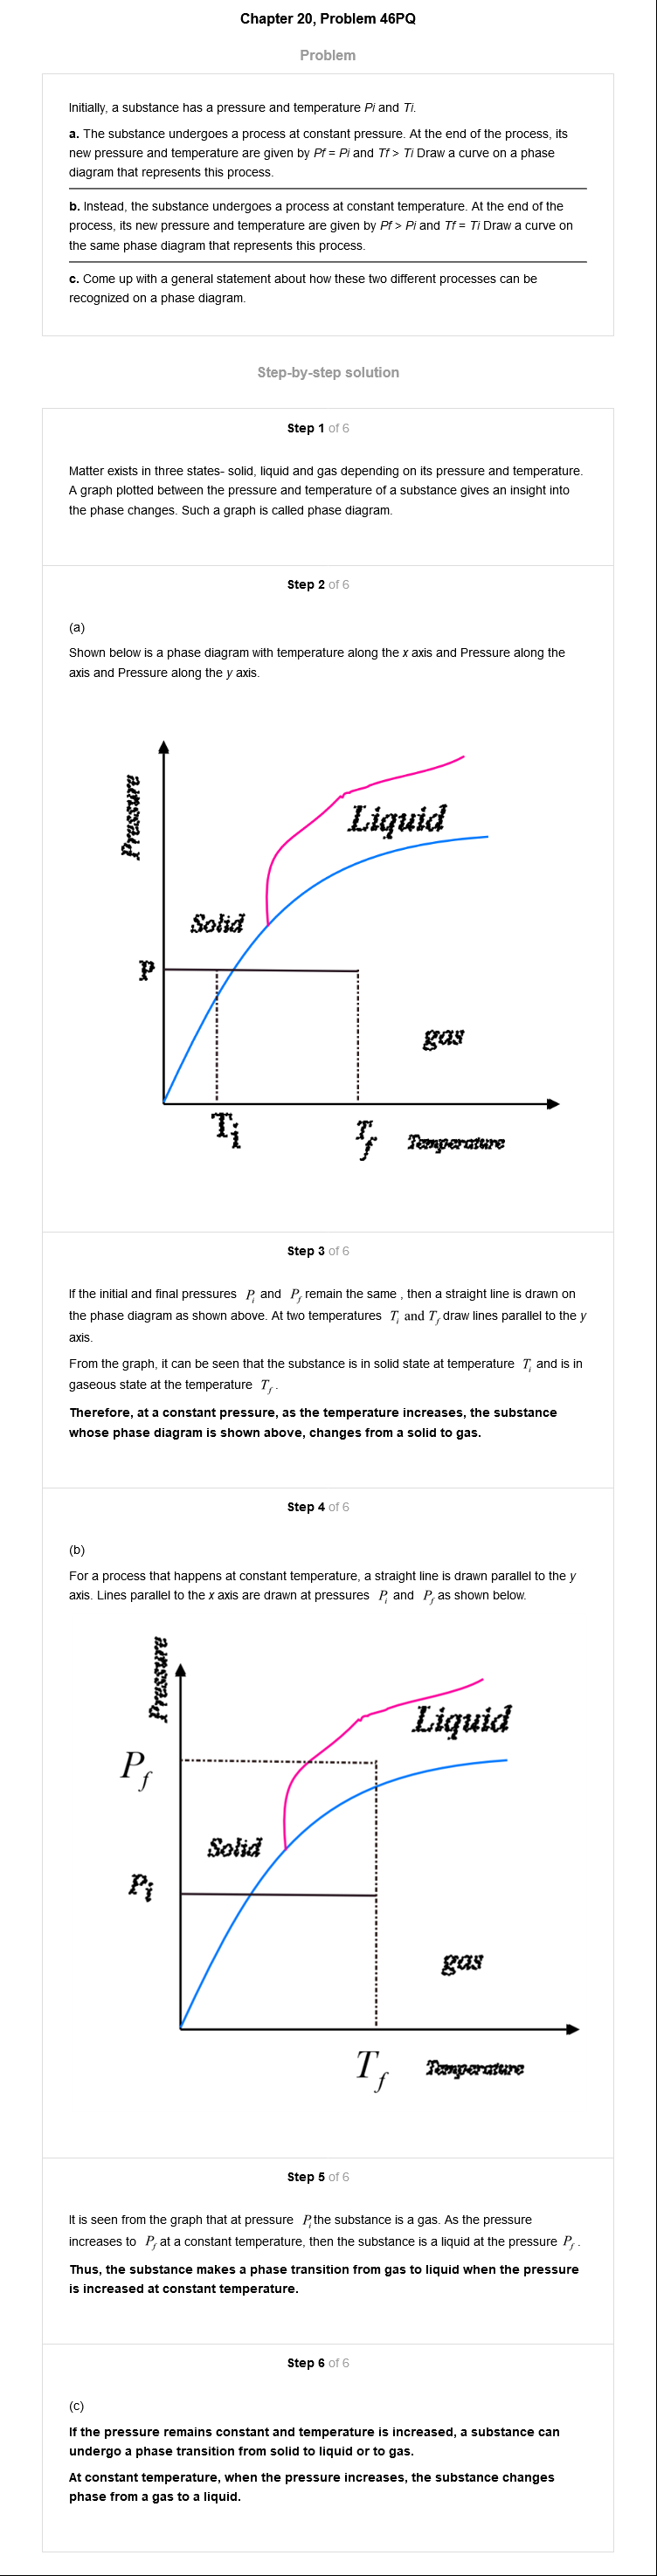 Chapter 20, Problem 46PQ
Problem
Initially, a substance has a pressure and temperature Pi and Ti.
a. The substance undergoes a process at constant pressure. At the end of the process, its
new pressure and temperature are given by Pf = Pi and Tf > Ti Draw a curve on a phase
diagram that represents this process.
b. Instead, the substance undergoes a process at constant temperature. At the end of the
process, its new pressure and temperature are given by Pf > Pi and Tf = Ti Draw a curve on
the same phase diagram that represents this process.
c. Come up with a general statement about how these two different processes can be
recognized on a phase diagram.
Step-by-step solution
Step 1 of 6
Matter exists in three states- solid, liquid and gas depending on its pressure and temperature.
A graph plotted between the pressure and temperature of a substance gives an insight into
the phase changes. Such a graph is called phase diagram.
Step 2 of 6
(a)
Shown below is a phase diagram with temperature along the x axis and Pressure along the
axis and Pressure along the y axis.
Pressure
Liquid
Solid
P
gas
Ti
Tf
Temperature
Step 3 of 6
If the initial and final pressures Pi and Pf remain the same , then a straight line is drawn on
the phase diagram as shown above. At two temperatures Ti and Tf draw lines parallel to the y
axis.
From the graph, it can be seen that the substance is in solid state at temperature Ti and is in
gaseous state at the temperature Tf .
Therefore, at a constant pressure, as the temperature increases, the substance
whose phase diagram is shown above, changes from a solid to gas.
Step 4 of 6
(b)
For a process that happens at constant temperature, a straight line is drawn parallel to the y
axis. Lines parallel to the x axis are drawn at pressures Pi and Pf as shown below.
Pressure
Liquid
Pf
Solid
Pi
gas
Tf
Temperature
Step 5 of 6
It is seen from the graph that at pressure Pi the substance is a gas. As the pressure
increases to Pf at a constant temperature, then the substance is a liquid at the pressure Pf .
Thus, the substance makes a phase transition from gas to liquid when the pressure
is increased at constant temperature.
Step 6 of 6
(c)
If the pressure remains constant and temperature is increased, a substance can
undergo a phase transition from solid to liquid or to gas.
At constant temperature, when the pressure increases, the substance changes
phase from a gas to a liquid.